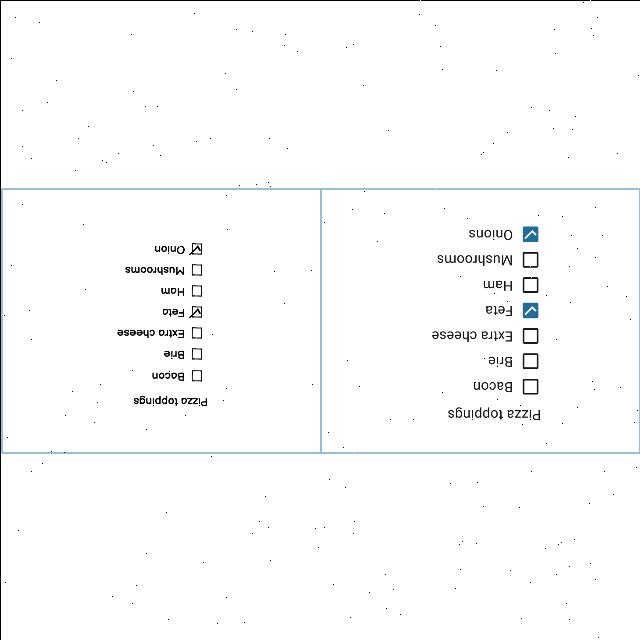 Pizza toppings
Bacon
Brie
Extra cheese
Feta
Ham
Mushrooms
Onions
Pizza toppings
Bacon
Brie
Extra cheese
Feta
Ham
Mushrooms
Onion